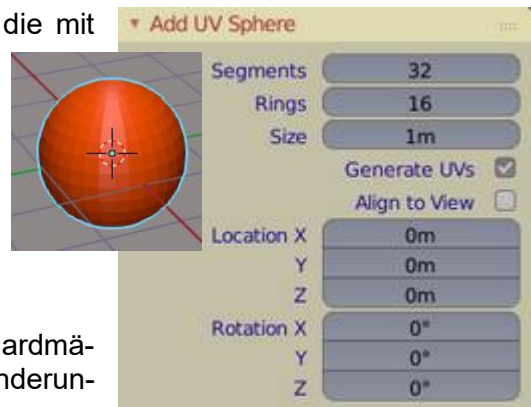 die mit
Add UV Sphere
Segments 32
Rings 16
Size 1m
Generate UVs
Align to View
Location X 0m
Y 0m
Z 0m
Rotation X 0°
Y 0°
Z 0°
ardmä-
nderun-